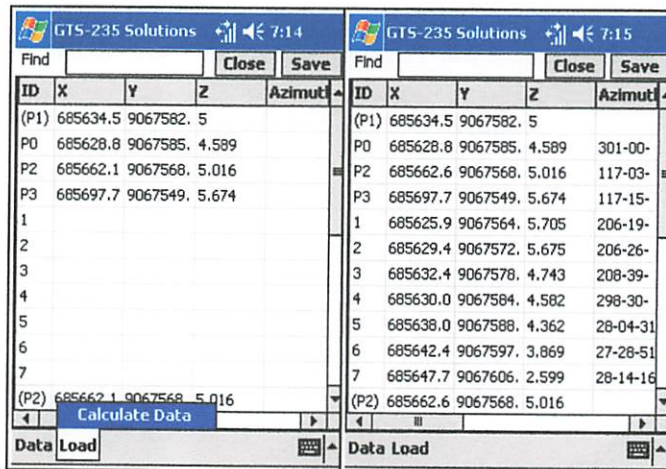 GTS-235 Solutions 7:14
Find Close Save
ID X Y Z Azimutl
(P1) 685634.5 9067582. 5
P0 685628.8 9067585. 4.589
P2 685662.1 9067568. 5.016
P3 685697.7 9067549. 5.674
1
2
3
4
5
6
7
(P2) 685662.1 9067568. 5.016
Calculate Data
Data Load
GTS-235 Solutions 7:15
Find Close Save
ID X Y Z Azimutl
(P1) 685634.5 9067582. 5
P0 685628.8 9067585. 4.589 301-00-
P2 685662.6 9067568. 5.016 117-03-
P3 685697.7 9067549. 5.674 117-15-
1 685625.9 9067564. 5.705 206-19-
2 685629.4 9067572. 5.675 206-26-
3 685632.4 9067578. 4.743 208-39-
4 685630.0 9067584. 4.582 298-30-
5 685638.0 9067588. 4.362 28-04-31
6 685642.4 9067597. 3.869 27-28-51
7 685647.7 9067606. 2.599 28-14-16
(P2) 685662.6 9067568. 5.016
Data Load